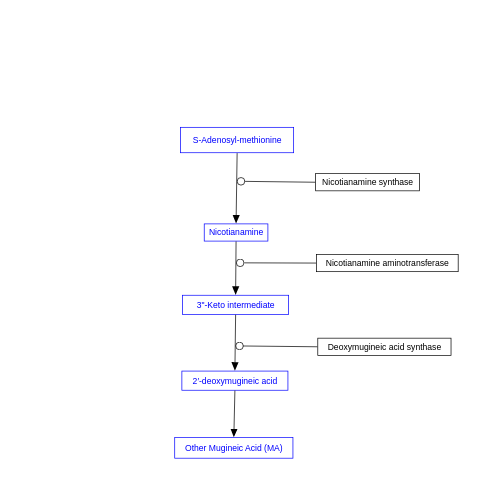 S-Adenosyl-methionine
Nicotianamine synthase
Nicotianamine
Nicotianamine aminotransferase
3"-Keto intermediate
Deoxymugineic acid synthase
2'-deoxymugineic acid
Other Mugineic Acid (MA)